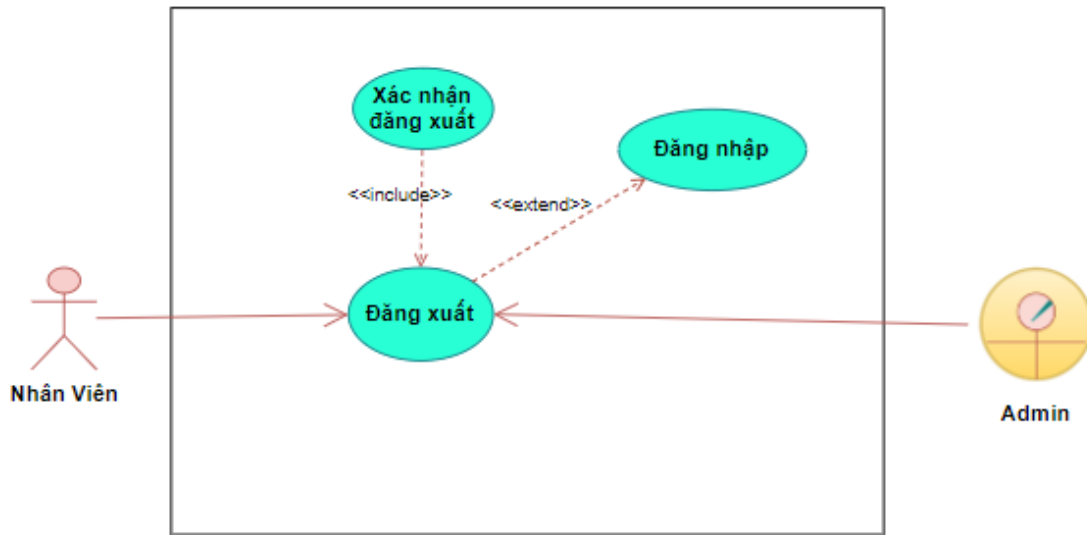 Xác nhận
đăng xuất
Đăng nhập
<<include>>
<<extend>>
Đăng xuất
Nhân Viên
Admin